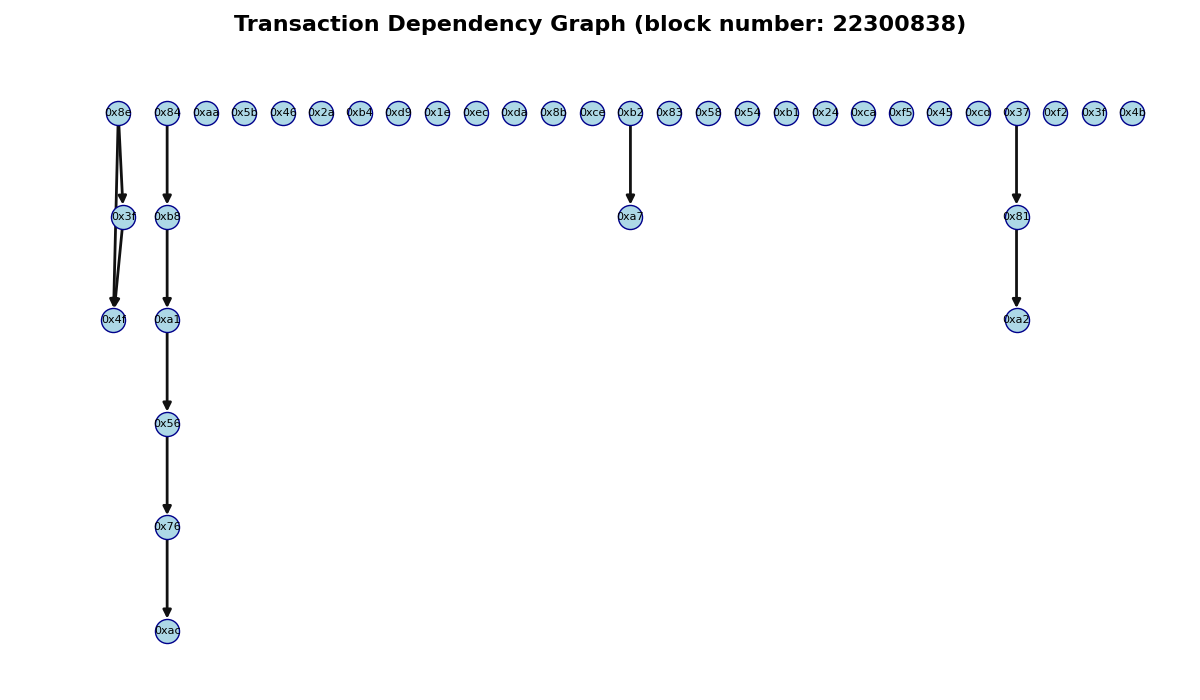 Transaction Dependency Graph (block number: 22300838)
0x8e 0x84 0xaa 0x5b 0x46 0x2a 0xb4 0xd9 0x1e 0xec 0xda 0x8b 0xce 0xb2 0x83 0x58 0x54 0xb1 0x24 0xca 0xf5 0x45 0xcd 0x37 0xf2 0x3f 0x4b
0x3f 0xb8 0xa7 0x81
0x4f 0xa1 0xa2
0x56
0x76
0xac